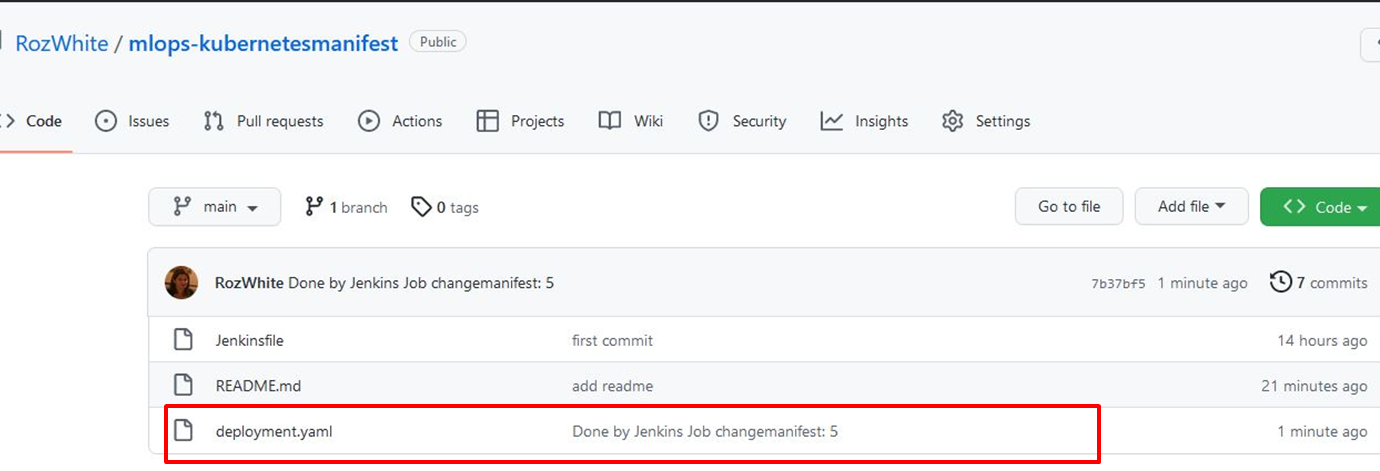 RozWhite / mlops-kubernetesmanifest Public
Code Issues Pull requests Actions Projects Wiki Security Insights Settings
main 1 branch 0 tags Go to file Add file Code
RozWhite Done by Jenkins Job changemanifest: 5 7b37bf5 1 minute ago 7 commits
Jenkinsfile first commit 14 hours ago
README.md add readme 21 minutes ago
deployment.yaml Done by Jenkins Job changemanifest: 5 1 minute ago